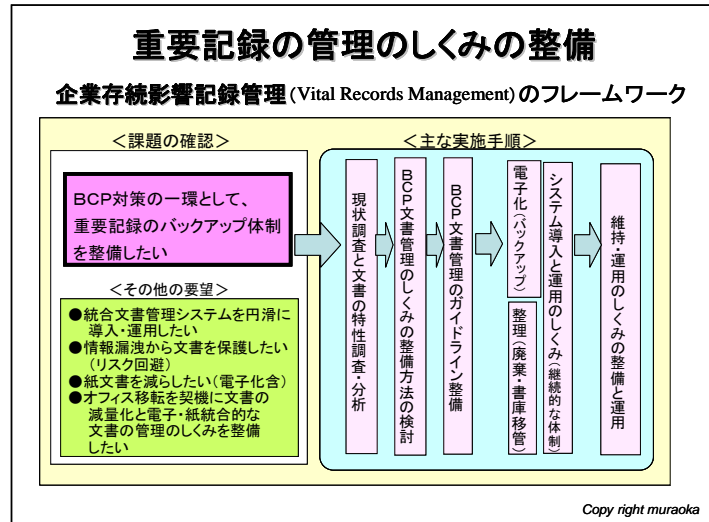 重要記録の管理のしくみの整備
企業存続影響記録管理(Vital Records Management)のフレームワーク
＜課題の確認＞
BCP対策の一環として、
重要記録のバックアップ体制
を整備したい
＜その他の要望＞
●統合文書管理システムを円滑に
導入・運用したい
●情報漏洩から文書を保護したい
(リスク回避)
●紙文書を減らしたい(電子化含)
●オフィス移転を契機に文書の
減量化と電子・紙統合的な
文書の管理のしくみを整備
したい
＜主な実施手順＞
現状調査と文書の特性調査・分析
BCP文書管理のしくみの整備方法の検討
BCP文書管理のガイドライン整備
電子化(バックアップ)
整理(廃棄・書庫移管)
システム導入と運用のしくみ(継続的な体制)
維持・運用のしくみの整備と運用
Copy right muraoka